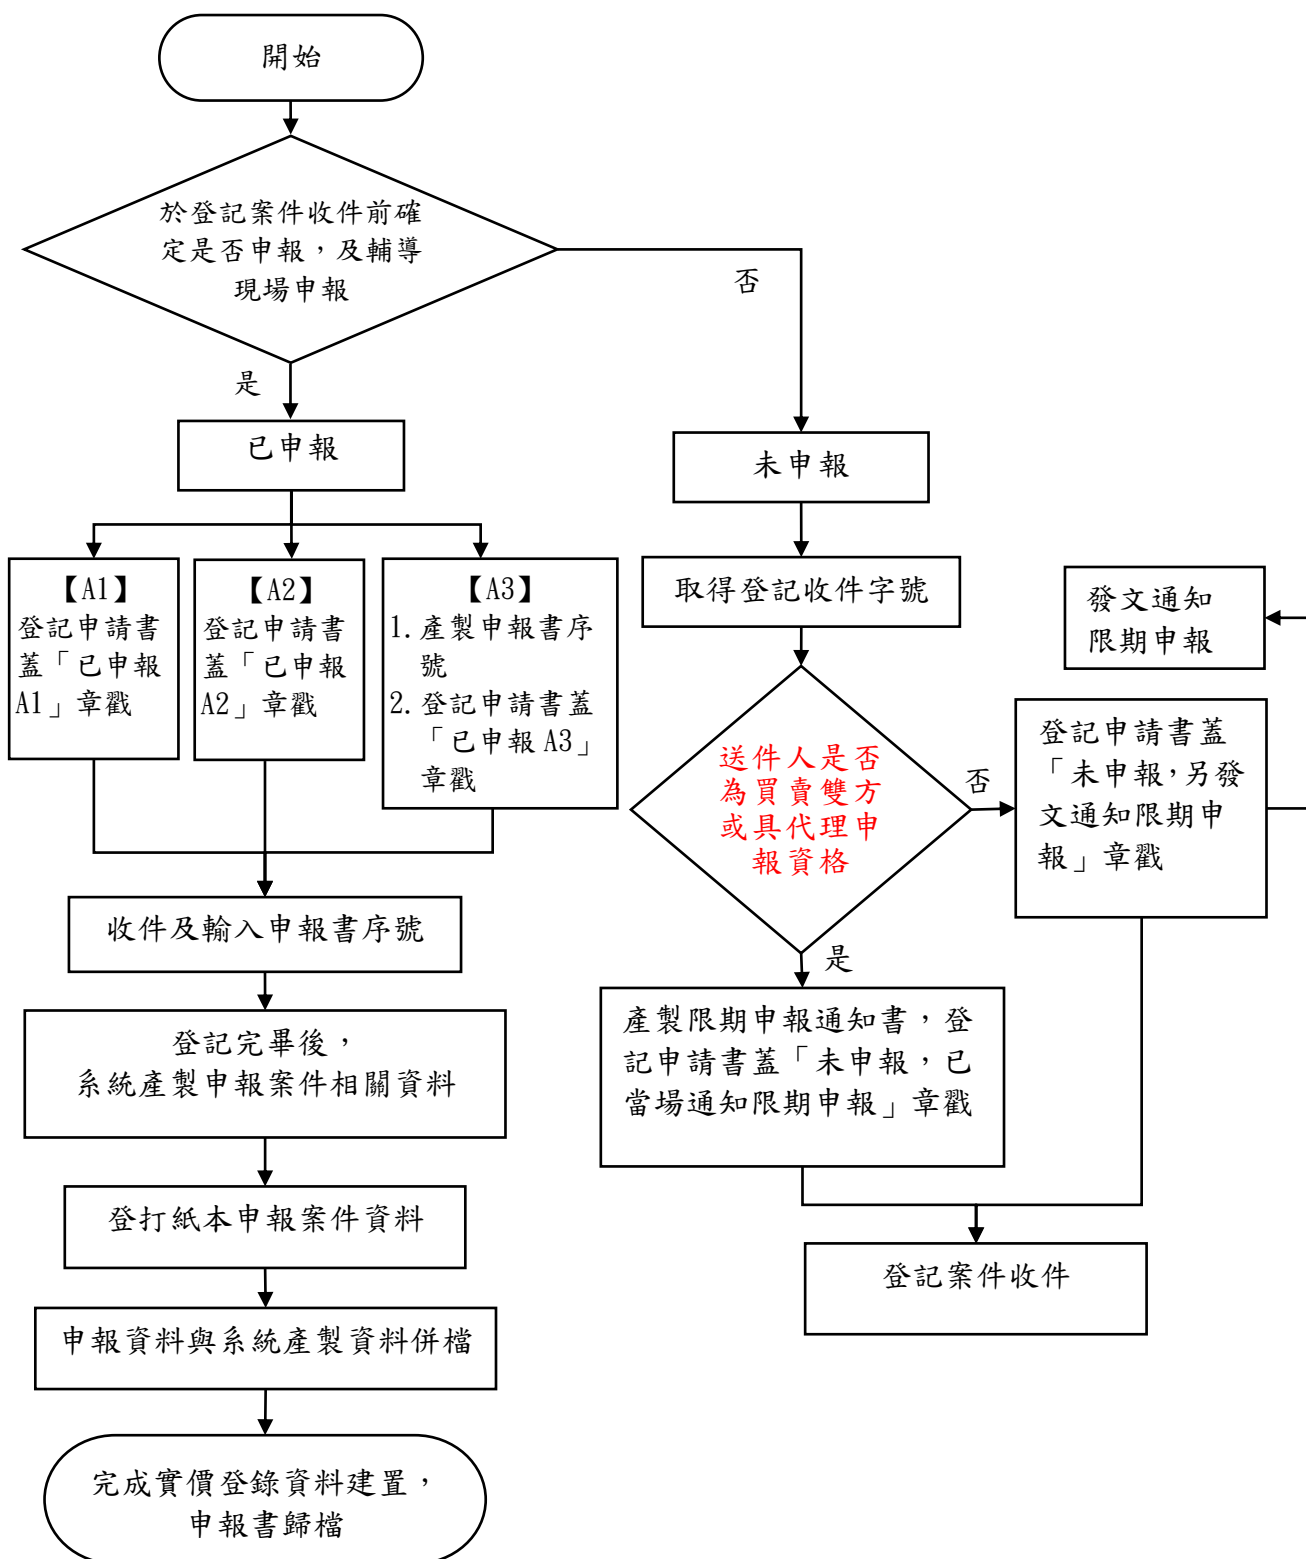 開始
於登記案件收件前確
定是否申報，及輔導
現場申報
否
是
已申報
未申報
【A1】
登記申請書
蓋「已申報
A1」章戳
【A2】
登記申請書
蓋「已申報
A2」章戳
【A3】
1. 產製申報書序
號
2. 登記申請書蓋
「已申報 A3」
章戳
取得登記收件字號
發文通知
限期申報
送件人是否
為買賣雙方
或具代理申
報資格
否
登記申請書蓋
「未申報，另發
文通知限期申
報」章戳
是
收件及輸入申報書序號
產製限期申報通知書，登
記申請書蓋「未申報，已
當場通知限期申報」章戳
登記完畢後，
系統產製申報案件相關資料
登打紙本申報案件資料
登記案件收件
申報資料與系統產製資料併檔
完成實價登錄資料建置，
申報書歸檔